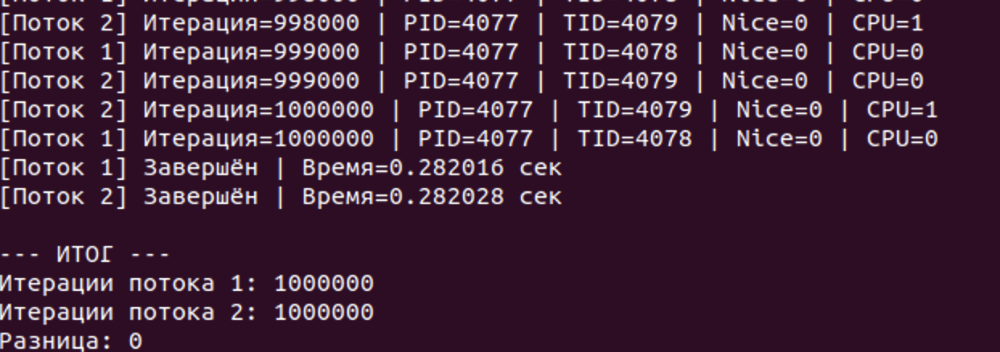 [Поток 2] Итерация=998000 | PID=4077 | TID=4079 | Nice=0 | CPU=1
[Поток 1] Итерация=999000 | PID=4077 | TID=4078 | Nice=0 | CPU=0
[Поток 2] Итерация=999000 | PID=4077 | TID=4079 | Nice=0 | CPU=0
[Поток 2] Итерация=1000000 | PID=4077 | TID=4079 | Nice=0 | CPU=1
[Поток 1] Итерация=1000000 | PID=4077 | TID=4078 | Nice=0 | CPU=0
[Поток 1] Завершён | Время=0.282016 сек
[Поток 2] Завершён | Время=0.282028 сек
--- ИТОГ ---
Итерации потока 1: 1000000
Итерации потока 2: 1000000
Разница: 0